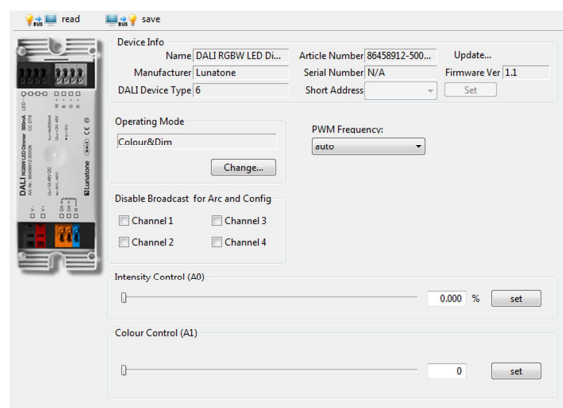 read save
Device Info
Name DALI RGBW LED Di... Article Number 86458912-500... Update...
Manufacturer Lunatone Serial Number N/A Firmware Ver 1.1
DALI Device Type 6 Short Address Set
Operating Mode
Colour&Dim
Change...
PWM Frequency:
auto
Disable Broadcast for Arc and Config
Channel 1 Channel 3
Channel 2 Channel 4
Intensity Control (A0)
0.000 % set
Colour Control (A1)
0 set
BUS
BUS
DALI RGBW LED Dimmer 500mA
Lunatone